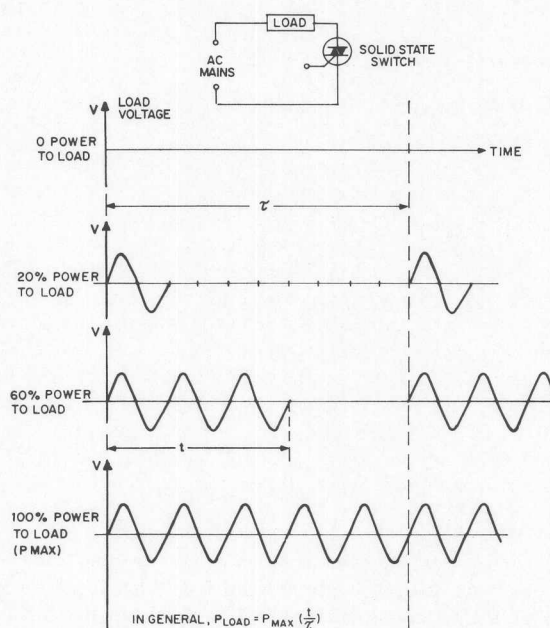 LOAD
AC
MAINS
SOLID STATE
SWITCH
V
LOAD
VOLTAGE
O POWER
TO LOAD
TIME
τ
V
20% POWER
TO LOAD
V
60% POWER
TO LOAD
t
V
100% POWER
TO LOAD
(P MAX)
IN GENERAL, PLOAD = PMAX (t/τ)